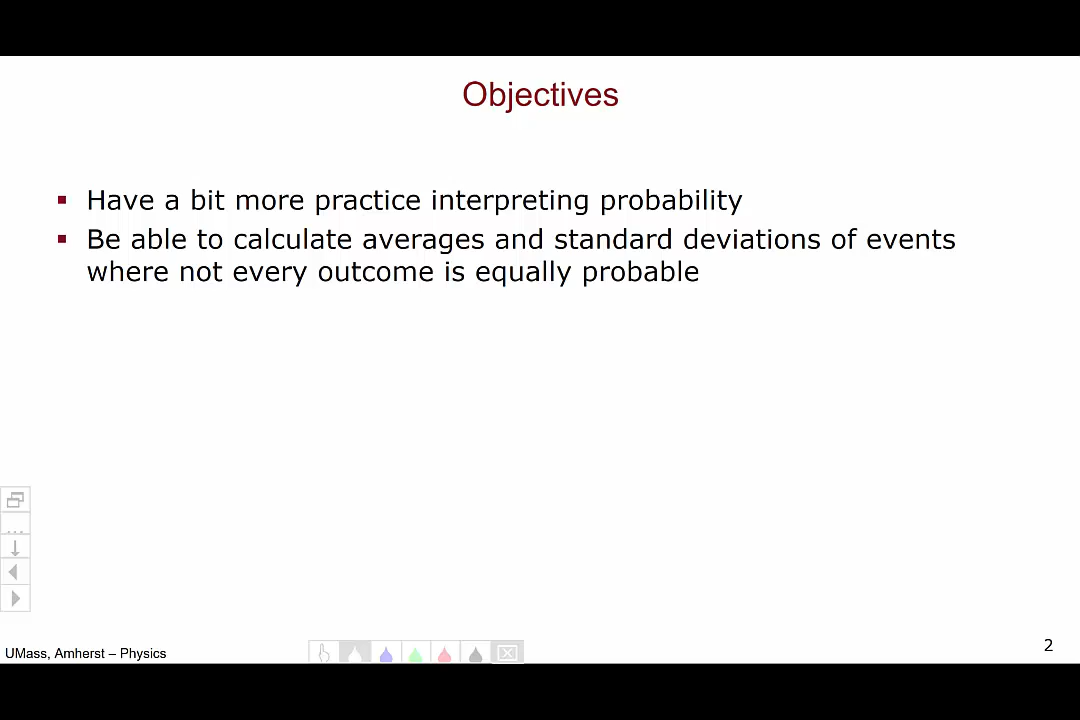 Objectives
▪ Have a bit more practice interpreting probability
▪ Be able to calculate averages and standard deviations of events
where not every outcome is equally probable
UMass, Amherst – Physics
2